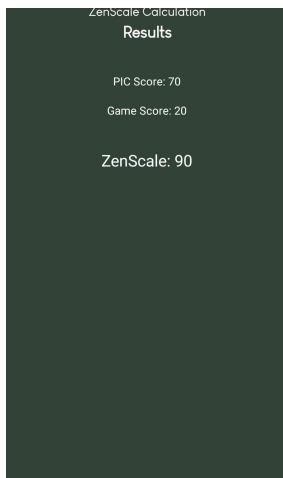 ZenScale Calculation
Results
PIC Score: 70
Game Score: 20
ZenScale: 90